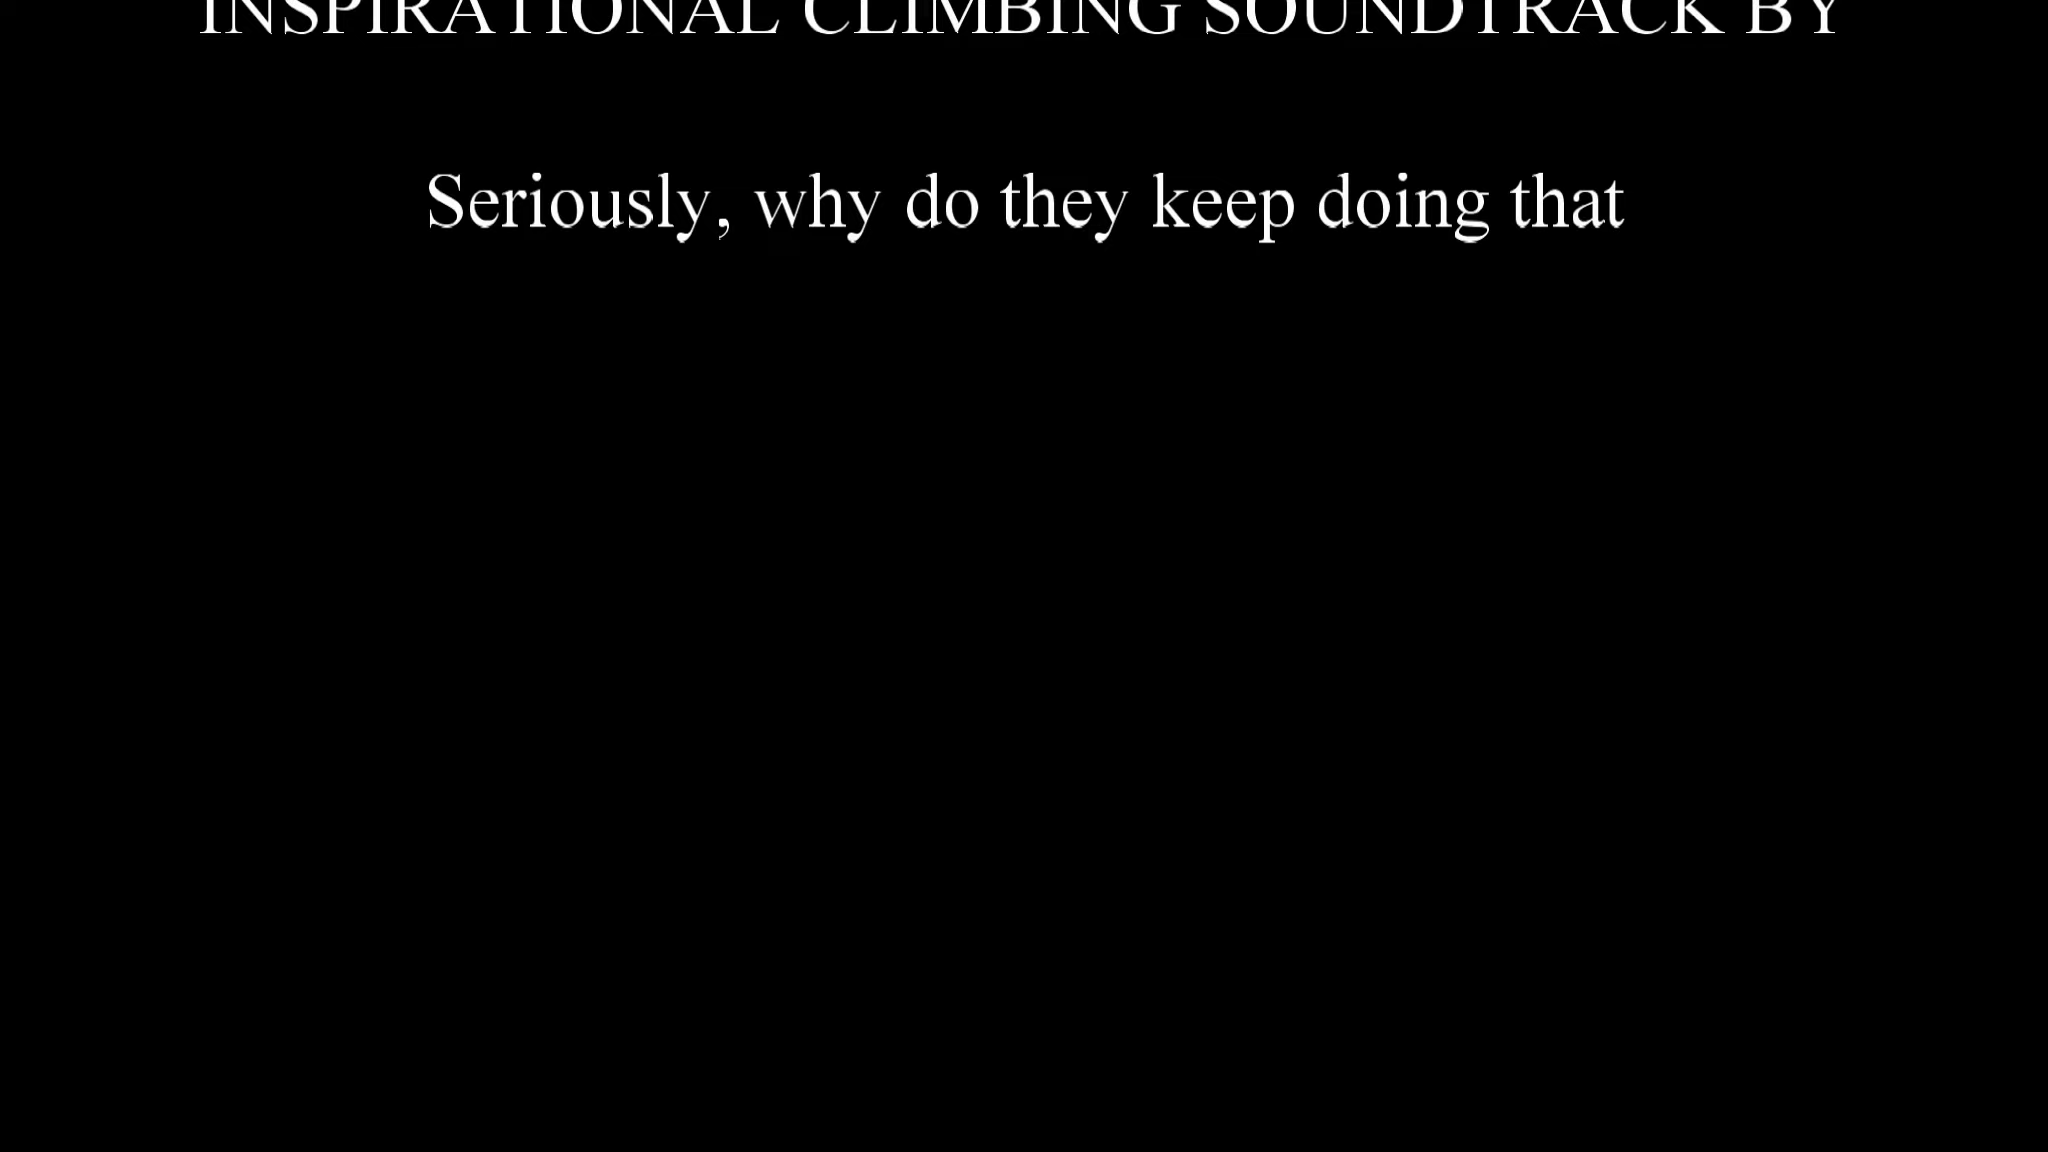 INSPIRATIONAL CLIMBING SOUNDTRACK BY
Seriously, why do they keep doing that